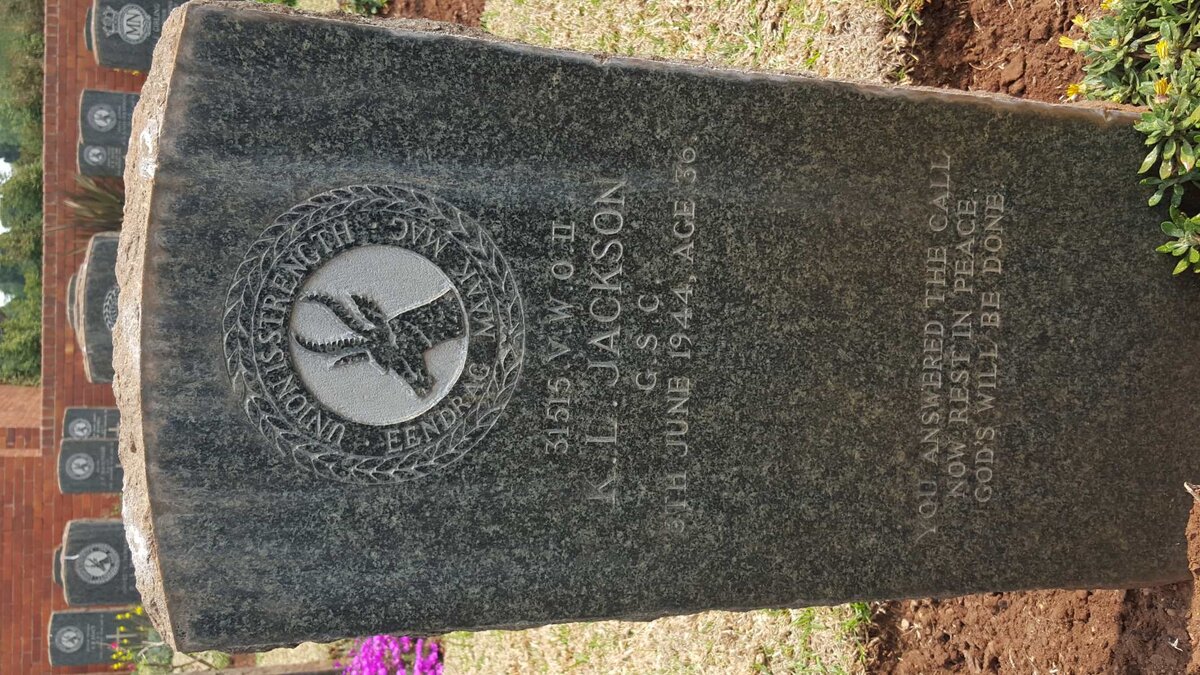 UNION IS STRENGTH · EENDRAG MAAK MAG ·
31515 V W O II
K. L. JACKSON
G S C
5TH JUNE 1944, AGE 36
YOU ANSWERED THE CALL
NOW REST IN PEACE.
GOD'S WILL BE DONE.
MN